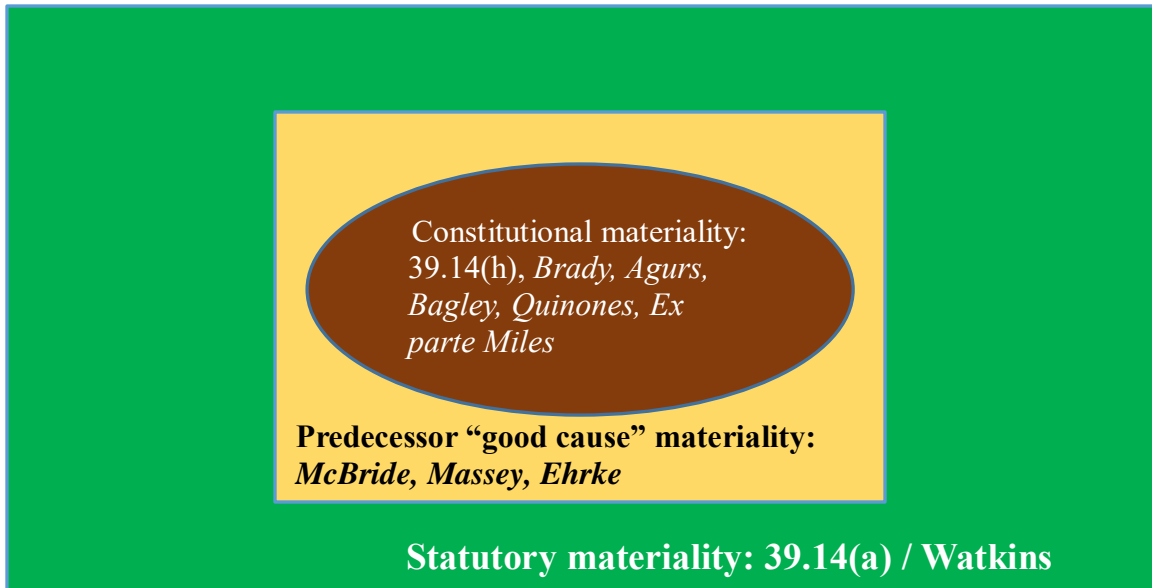 Constitutional materiality:
39.14(h), Brady, Agurs,
Bagley, Quinones, Ex
parte Miles
Predecessor “good cause” materiality:
McBride, Massey, Ehrke
Statutory materiality: 39.14(a) / Watkins